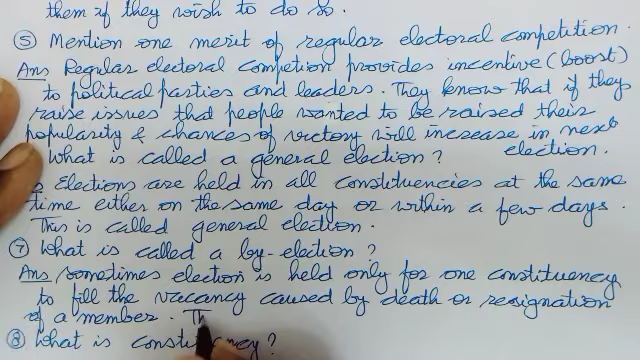 them if they wish to do so.
⑤ Mention one merit of regular electoral competition.
Ans Regular electoral competion provides incentive (boost)
to political parties and leaders. They know that if they
raise issues that people wanted to be raised their
popularity & chances of victory will increase in next
election.
What is called a general election?
s Elections are held in all constituencies at the same
time either on the same day or within a few days.
This is called general election.
⑦ What is called a by-election?
Ans Sometimes election is held only for one constituency
to fill the vacancy caused by death or resignation
of a member. Th
⑧ What is constituency?